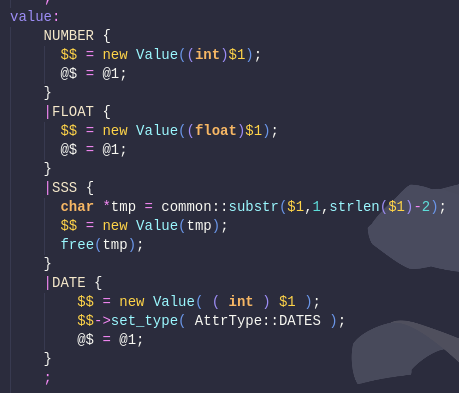 value:
    NUMBER {
      $$ = new Value((int)$1);
      @$ = @1;
    }
    |FLOAT {
      $$ = new Value((float)$1);
      @$ = @1;
    }
    |SSS {
      char *tmp = common::substr($1,1,strlen($1)-2);
      $$ = new Value(tmp);
      free(tmp);
    }
    |DATE {
        $$ = new Value( ( int ) $1 );
        $$->set_type( AttrType::DATES );
        @$ = @1;
    }
    ;